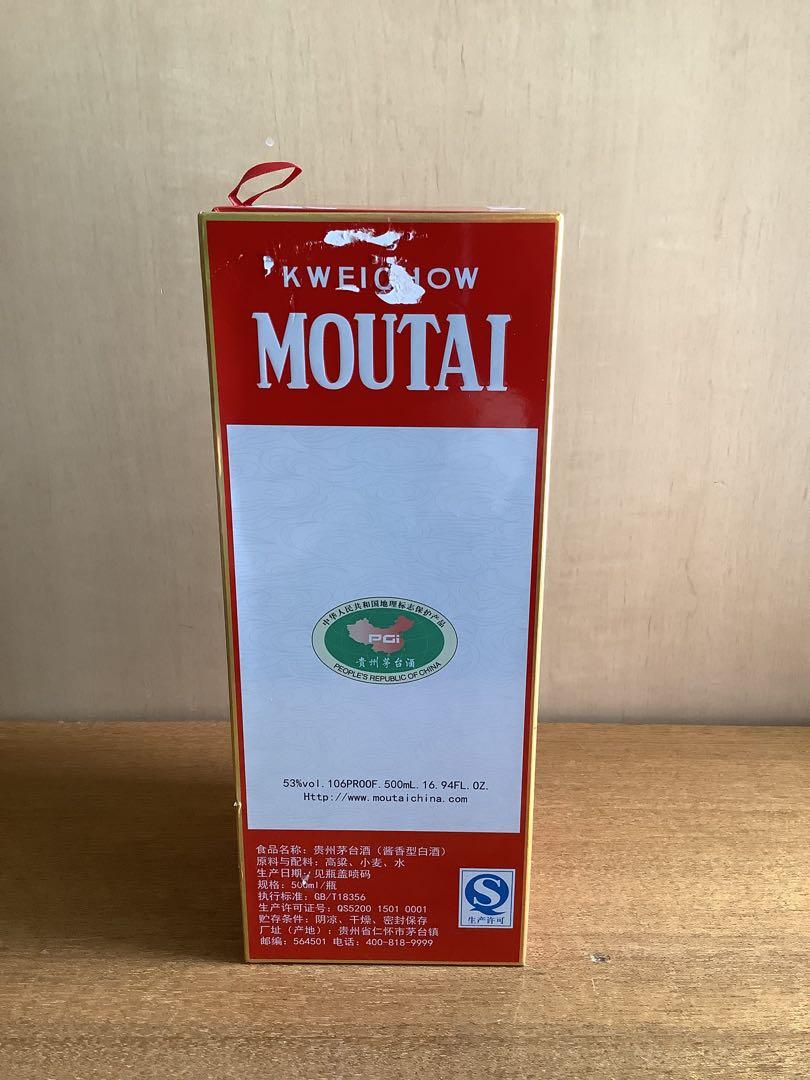 KWEICHOW
MOUTAI
中华人民共和国地理标志保护产品
PGi
贵州茅台酒
PEOPLE'S REPUBLIC OF CHINA
53%vol.106PROOF.500mL.16.94FL.OZ.
Http://www.moutaichina.com
食品名称：贵州茅台酒（酱香型白酒）
原料与配料：高粱、小麦、水
生产日期：见瓶盖喷码
规格：500ml/瓶
执行标准：GB/T18356
生产许可证号：QS5200 1501 0001
贮存条件：阴凉、干燥、密封保存
厂址（产地）：贵州省仁怀市茅台镇
邮编：564501 电话：400-818-9999
S
生产许可